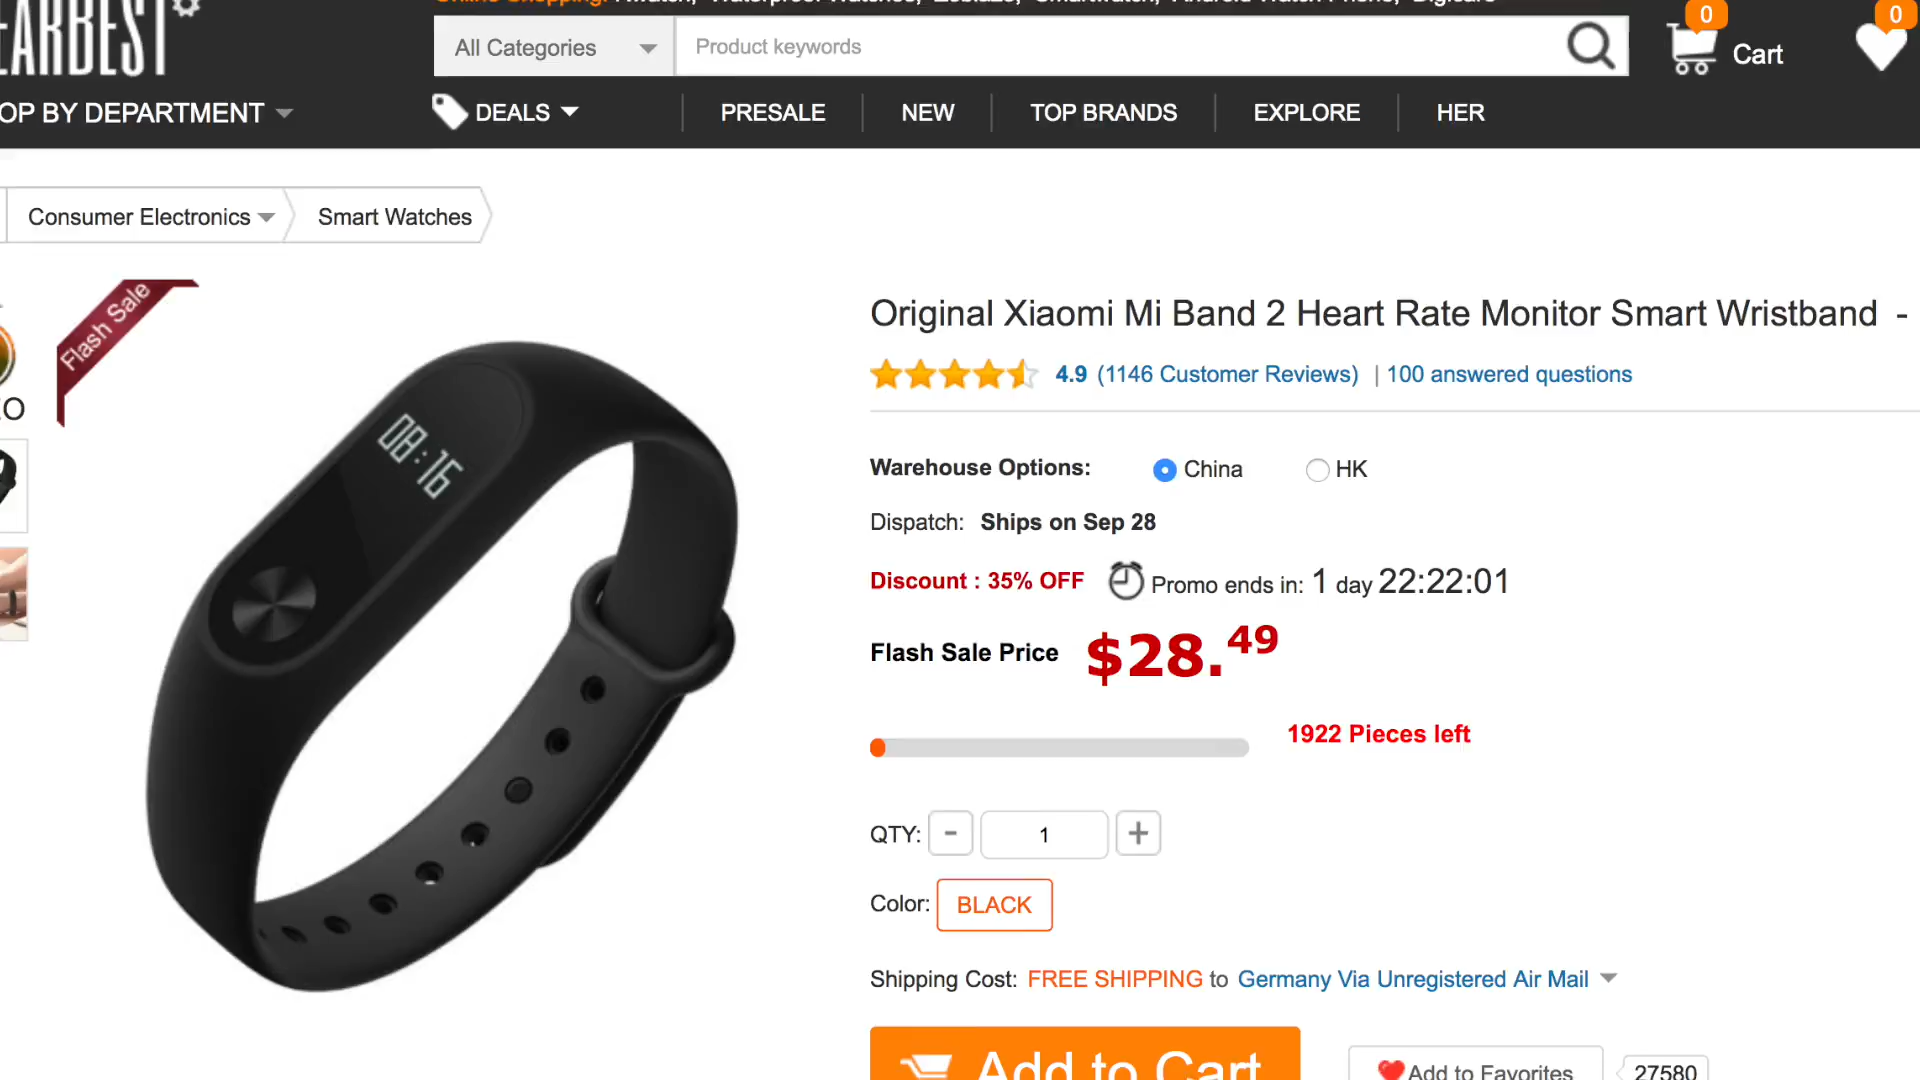 EARBEST
All Categories
Product keywords
0
Cart
0
OP BY DEPARTMENT
DEALS
PRESALE
NEW
TOP BRANDS
EXPLORE
HER
Consumer Electronics
Smart Watches
Flash Sale
EO
08:16
Original Xiaomi Mi Band 2 Heart Rate Monitor Smart Wristband -
4.9 (1146 Customer Reviews) | 100 answered questions
Warehouse Options: China HK
Dispatch: Ships on Sep 28
Discount : 35% OFF Promo ends in: 1 day 22:22:01
Flash Sale Price $28.49
1922 Pieces left
QTY: - 1 +
Color: BLACK
Shipping Cost: FREE SHIPPING to Germany Via Unregistered Air Mail
Add to Cart
Add to Favorites
27580